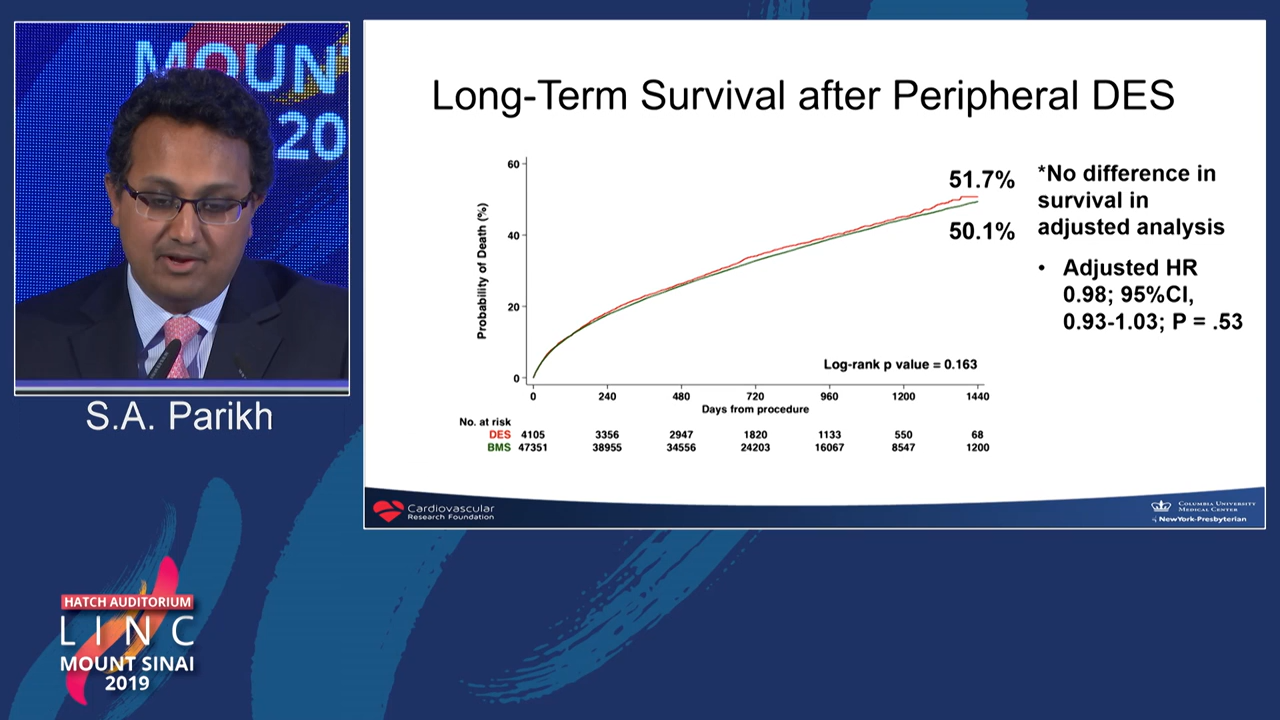 MOUN
20
S.A. Parikh
HATCH AUDITORIUM
LINC
MOUNT SINAI
2019
Long-Term Survival after Peripheral DES
Probability of Death (%)
60
40
20
0
51.7%
50.1%
Log-rank p value = 0.163
0 240 480 720 960 1200 1440
Days from procedure
No. at risk
DES 4105 3356 2947 1820 1133 550 68
BMS 47351 38955 34556 24203 16067 8547 1200
*No difference in
survival in
adjusted analysis
• Adjusted HR
0.98; 95%CI,
0.93-1.03; P = .53
Cardiovascular
Research Foundation
Columbia University
Medical Center
NewYork-Presbyterian